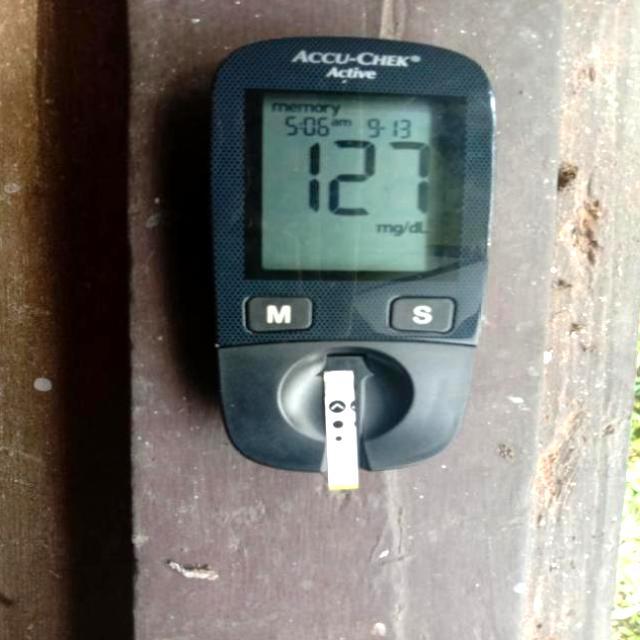 ACCU-CHEK®
Active
memory
5:06 am 9-13
127
mg/dL
M S